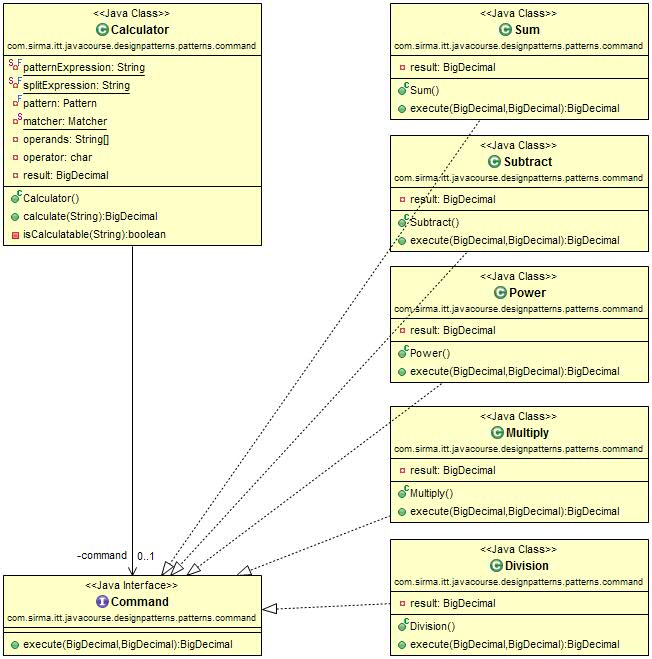 <<Java Class>>
Calculator
com.sirma.itt.javacourse.designpatterns.patterns.command
patternExpression: String
splitExpression: String
pattern: Pattern
matcher: Matcher
operands: String[]
operator: char
result: BigDecimal
Calculator()
calculate(String):BigDecimal
isCalculatable(String):boolean
<<Java Class>>
Sum
com.sirma.itt.javacourse.designpatterns.patterns.command
result: BigDecimal
Sum()
execute(BigDecimal,BigDecimal):BigDecimal
<<Java Class>>
Subtract
com.sirma.itt.javacourse.designpatterns.patterns.command
result: BigDecimal
Subtract()
execute(BigDecimal,BigDecimal):BigDecimal
<<Java Class>>
Power
com.sirma.itt.javacourse.designpatterns.patterns.command
result: BigDecimal
Power()
execute(BigDecimal,BigDecimal):BigDecimal
<<Java Class>>
Multiply
com.sirma.itt.javacourse.designpatterns.patterns.command
result: BigDecimal
Multiply()
execute(BigDecimal,BigDecimal):BigDecimal
<<Java Class>>
Division
com.sirma.itt.javacourse.designpatterns.patterns.command
result: BigDecimal
Division()
execute(BigDecimal,BigDecimal):BigDecimal
-command 0..1
<<Java Interface>>
Command
com.sirma.itt.javacourse.designpatterns.patterns.command
execute(BigDecimal,BigDecimal):BigDecimal